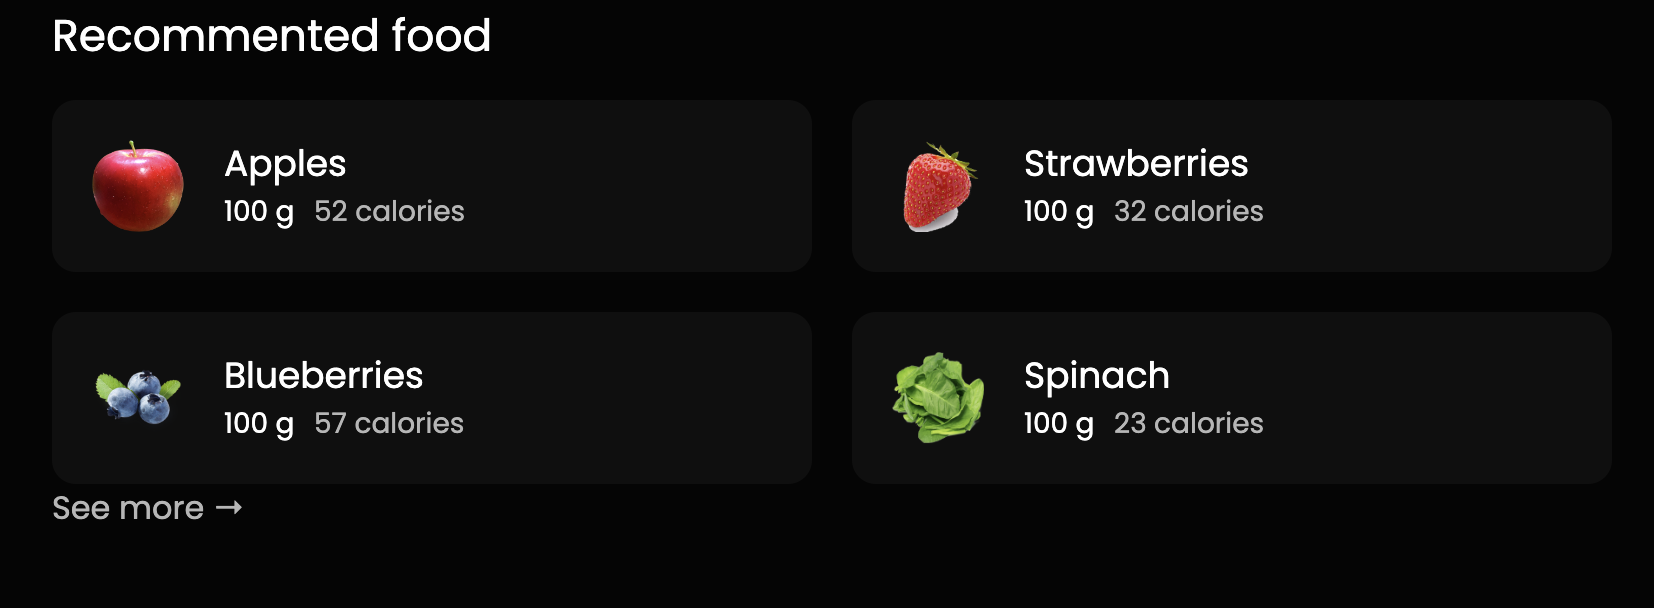 Recommented food
Apples
100 g 52 calories
Strawberries
100 g 32 calories
Blueberries
100 g 57 calories
Spinach
100 g 23 calories
See more →